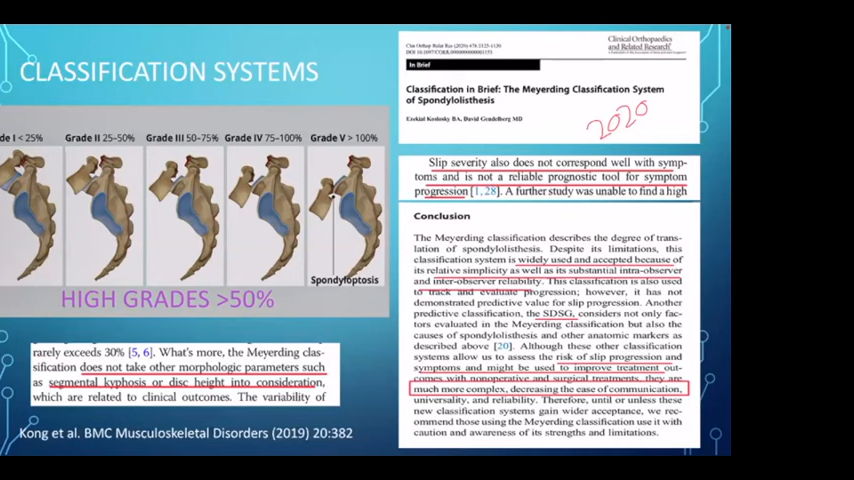 CLASSIFICATION SYSTEMS
de I < 25%
Grade II 25–50%
Grade III 50–75%
Grade IV 75–100%
Grade V > 100%
Spondyloptosis
HIGH GRADES >50%
rarely exceeds 30% [5, 6]. What's more, the Meyerding clas-
sification does not take other morphologic parameters such
as segmental kyphosis or disc height into consideration,
which are related to clinical outcomes. The variability of
Kong et al. BMC Musculoskeletal Disorders (2019) 20:382
Clin Orthop Relat Res (2020) 478:1125-1130
Clinical Orthopaedics
and Related Research
In Brief
Classification in Brief: The Meyerding Classification System
of Spondylolisthesis
BA, David Gendelberg MD
2020
Slip severity also does not correspond well with symp-
toms and is not a reliable prognostic tool for symptom
progression [1, 28]. A further study was unable to find a high
Conclusion
The Meyerding classification describes the degree of trans-
lation of spondylolisthesis. Despite its limitations, this
classification system is widely used and accepted because of
its relative simplicity as well as its substantial intra-observer
and inter-observer reliability. This classification is also used
to track and evaluate progression; however, it has not
demonstrated predictive value for slip progression. Another
predictive classification, the SDSG, considers not only fac-
tors evaluated in the Meyerding classification but also the
causes of spondylolisthesis and other anatomic markers as
described above [20]. Although these other classification
systems allow us to assess the risk of slip progression and
symptoms and might be used to improve treatment out-
comes with nonoperative and surgical treatments, they are
much more complex, decreasing the ease of communication,
universality, and reliability. Therefore, until or unless these
new classification systems gain wider acceptance, we rec-
ommend those using the Meyerding classification use it with
caution and awareness of its strengths and limitations.